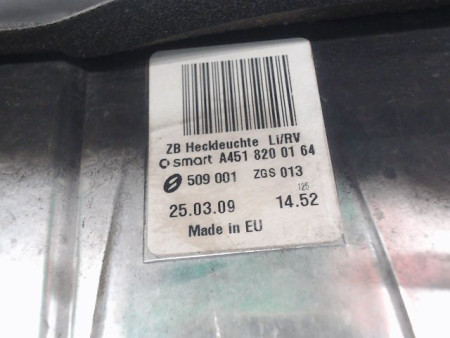 ZB Heckleuchte Li/RV
smart A451 820 01 64
509 001 ZGS 013
125
25.03.09 14.52
Made in EU